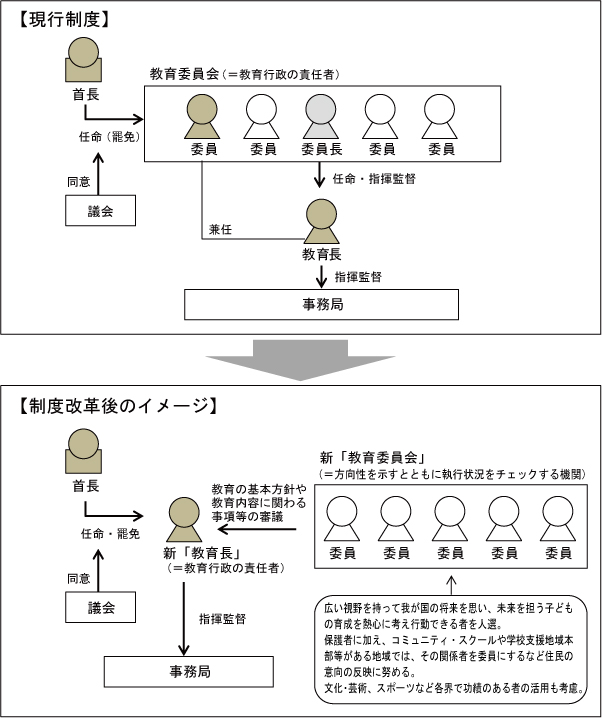 【現行制度】
首長
任命（罷免）
同意
議会
教育委員会（＝教育行政の責任者）
委員
委員
委員長
委員
委員
任命・指揮監督
兼任
教育長
指揮監督
事務局
【制度改革後のイメージ】
首長
任命・罷免
同意
議会
教育の基本方針や
教育内容に関わる
事項等の審議
新「教育長」
（＝教育行政の責任者）
指揮監督
事務局
新「教育委員会」
（＝方向性を示すとともに執行状況をチェックする機関）
委員
委員
委員
委員
委員
広い視野を持って我が国の将来を思い、未来を担う子ども
の育成を熱心に考え行動できる者を人選。
保護者に加え、コミュニティ・スクールや学校支援地域本
部等がある地域では、その関係者を委員にするなど住民の
意向の反映に努める。
文化・芸術、スポーツなど各界で功績のある者の活用も考慮。